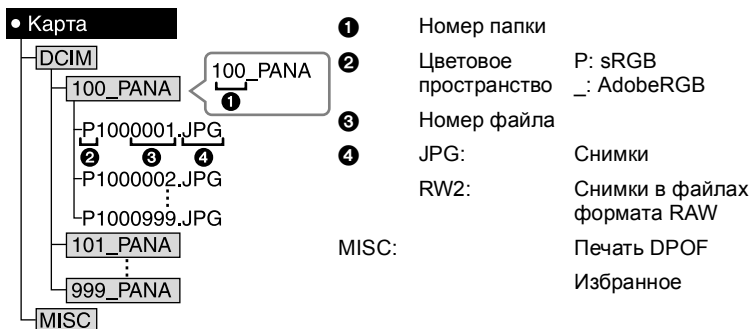 • Карта
DCIM
100_PANA
100_PANA
❶
P1000001.JPG
❷ ❸ ❹
P1000002.JPG
P1000999.JPG
101_PANA
999_PANA
MISC
❶ Номер папки
❷ Цветовое пространство P: sRGB
_: AdobeRGB
❸ Номер файла
❹ JPG: Снимки
RW2: Снимки в файлах
формата RAW
MISC: Печать DPOF
Избранное